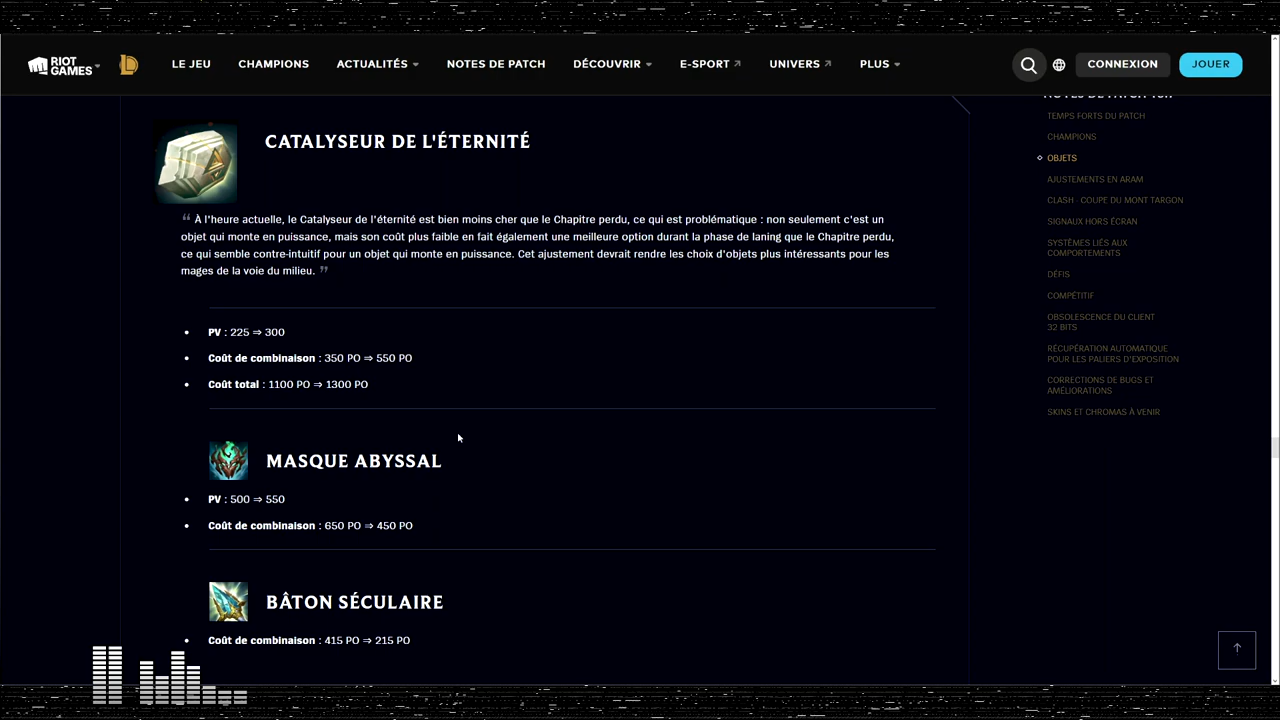 RIOT GAMES
LE JEU
CHAMPIONS
ACTUALITÉS
NOTES DE PATCH
DÉCOUVRIR
E-SPORT
UNIVERS
PLUS
CONNEXION
JOUER
CATALYSEUR DE L'ÉTERNITÉ
“ À l'heure actuelle, le Catalyseur de l'éternité est bien moins cher que le Chapitre perdu, ce qui est problématique : non seulement c'est un
objet qui monte en puissance, mais son coût plus faible en fait également une meilleure option durant la phase de laning que le Chapitre perdu,
ce qui semble contre-intuitif pour un objet qui monte en puissance. Cet ajustement devrait rendre les choix d'objets plus intéressants pour les
mages de la voie du milieu. ”
• PV : 225 ⇒ 300
• Coût de combinaison : 350 PO ⇒ 550 PO
• Coût total : 1100 PO ⇒ 1300 PO
MASQUE ABYSSAL
• PV : 500 ⇒ 550
• Coût de combinaison : 650 PO ⇒ 450 PO
BÂTON SÉCULAIRE
• Coût de combinaison : 415 PO ⇒ 215 PO
NOTES DE PATCH
TEMPS FORTS DU PATCH
CHAMPIONS
OBJETS
AJUSTEMENTS EN ARAM
CLASH - COUPE DU MONT TARGON
SIGNAUX HORS ÉCRAN
SYSTÈMES LIÉS AUX
COMPORTEMENTS
DÉFIS
COMPÉTITIF
OBSOLESCENCE DU CLIENT
32 BITS
RÉCUPÉRATION AUTOMATIQUE
POUR LES PALIERS D'EXPOSITION
CORRECTIONS DE BUGS ET
AMÉLIORATIONS
SKINS ET CHROMAS À VENIR